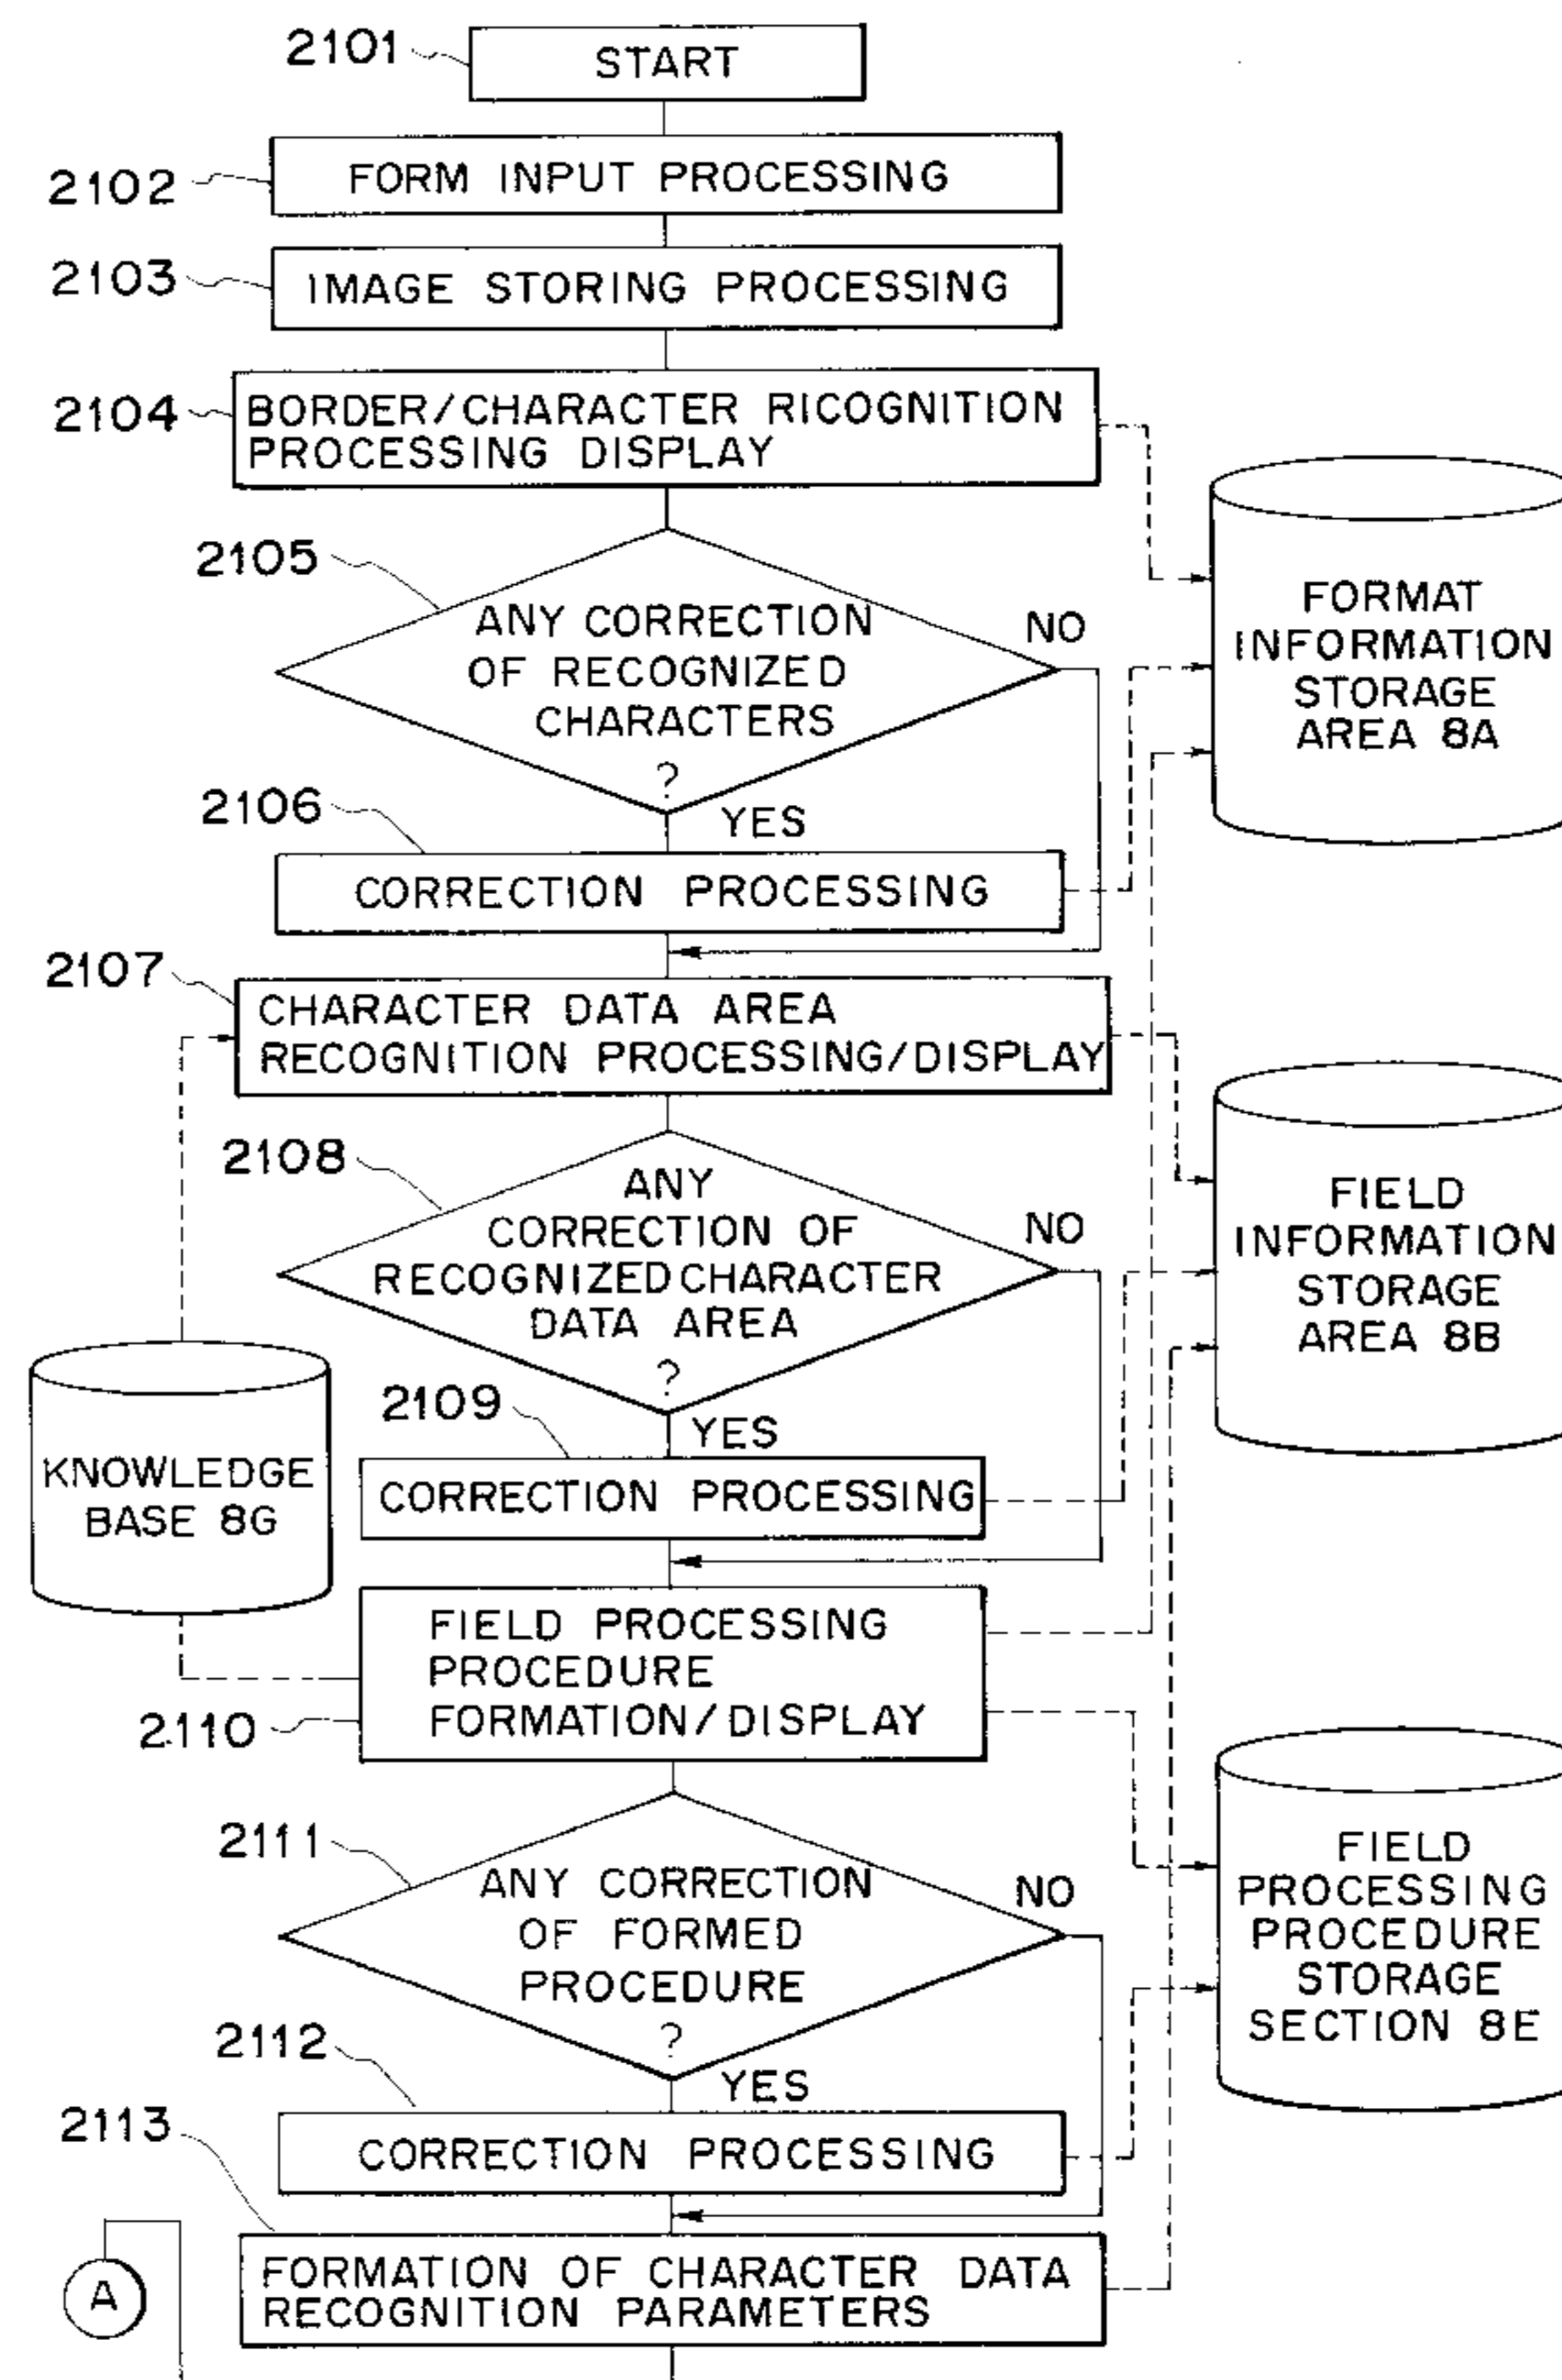 2101
START
2102
FORM INPUT PROCESSING
2103
IMAGE STORING PROCESSING
2104
BORDER/CHARACTER RICOGNITION
PROCESSING DISPLAY
2105
ANY CORRECTION
OF RECOGNIZED
CHARACTERS
?
NO
YES
FORMAT
INFORMATION
STORAGE
AREA 8A
2106
CORRECTION PROCESSING
2107
CHARACTER DATA AREA
RECOGNITION PROCESSING/DISPLAY
2108
ANY
CORRECTION OF
RECOGNIZED CHARACTER
DATA AREA
?
NO
YES
FIELD
INFORMATION
STORAGE
AREA 8B
KNOWLEDGE
BASE 8G
2109
CORRECTION PROCESSING
2110
FIELD PROCESSING
PROCEDURE
FORMATION/DISPLAY
2111
ANY CORRECTION
OF FORMED
PROCEDURE
?
NO
YES
FIELD
PROCESSING
PROCEDURE
STORAGE
SECTION 8E
2112
CORRECTION PROCESSING
2113
FORMATION OF CHARACTER DATA
RECOGNITION PARAMETERS
A